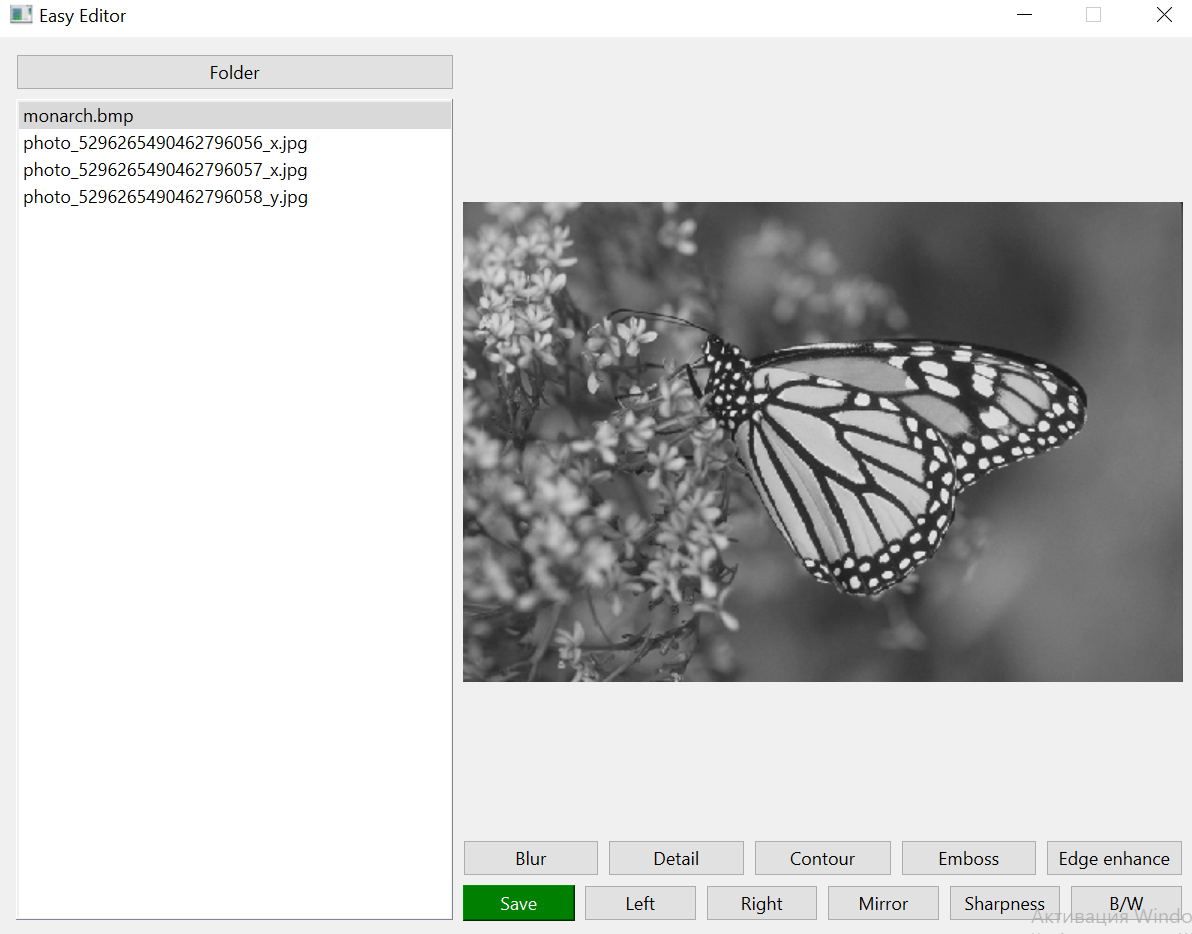 Easy Editor
Folder
monarch.bmp
photo_5296265490462796056_x.jpg
photo_5296265490462796057_x.jpg
photo_5296265490462796058_y.jpg
Blur Detail Contour Emboss Edge enhance
Save Left Right Mirror Sharpness B/W
Активация Windo